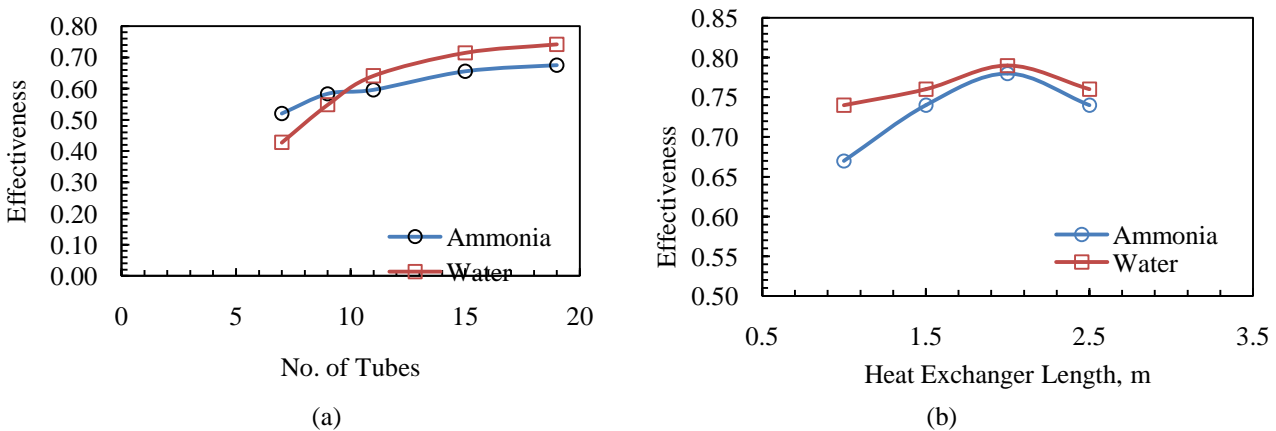 0.80
0.70
0.60
0.50
0.40
0.30
0.20
0.10
0.00
Effectiveness
Ammonia
Water
0 5 10 15 20
No. of Tubes
(a)
0.85
0.80
0.75
0.70
0.65
0.60
0.55
0.50
Effectiveness
Ammonia
Water
0.5 1.5 2.5 3.5
Heat Exchanger Length, m
(b)